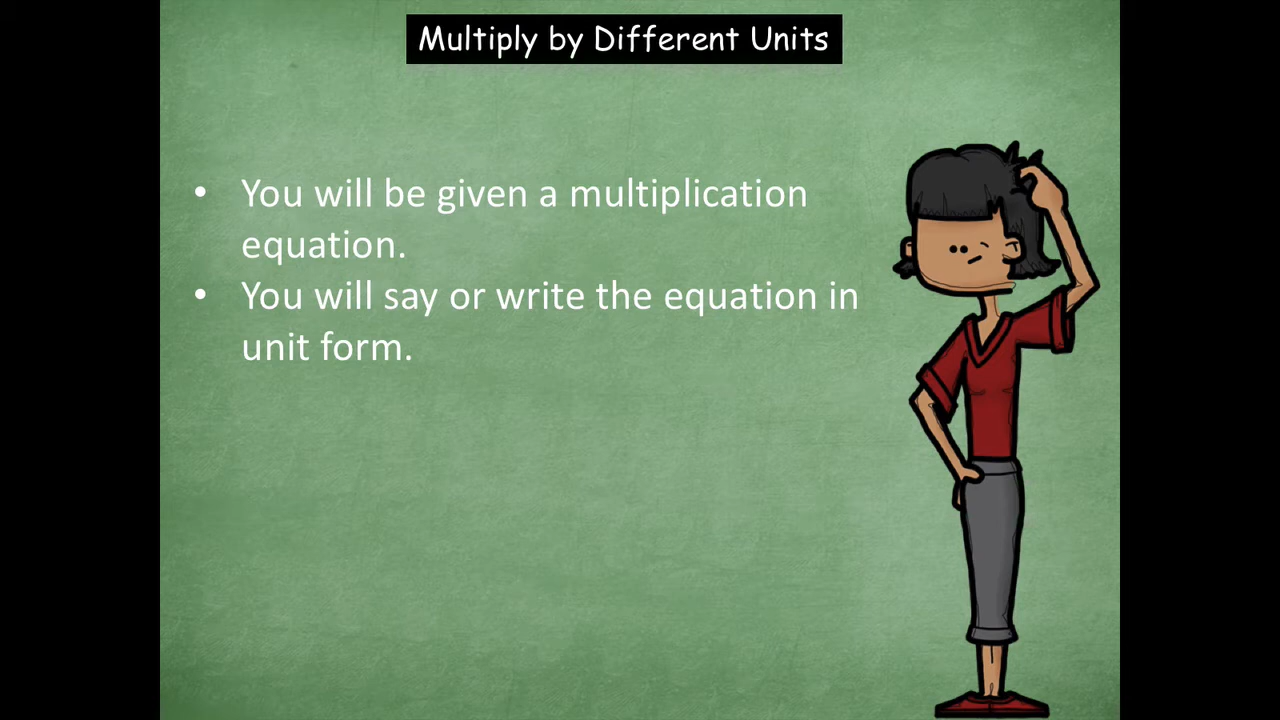 Multiply by Different Units
• You will be given a multiplication
equation.
• You will say or write the equation in
unit form.